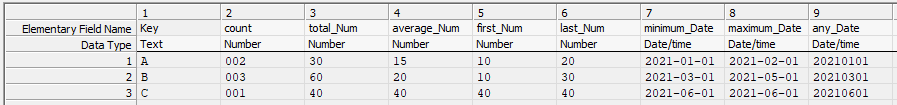 1 2 3 4 5 6 7 8 9
Elementary Field Name Key count total_Num average_Num first_Num last_Num minimum_Date maximum_Date any_Date
Data Type Text Number Number Number Number Number Date/time Date/time Date/time
1 A 002 30 15 10 20 2021-01-01 2021-02-01 20210101
2 B 003 60 20 10 30 2021-03-01 2021-05-01 20210301
3 C 001 40 40 40 40 2021-06-01 2021-06-01 20210601